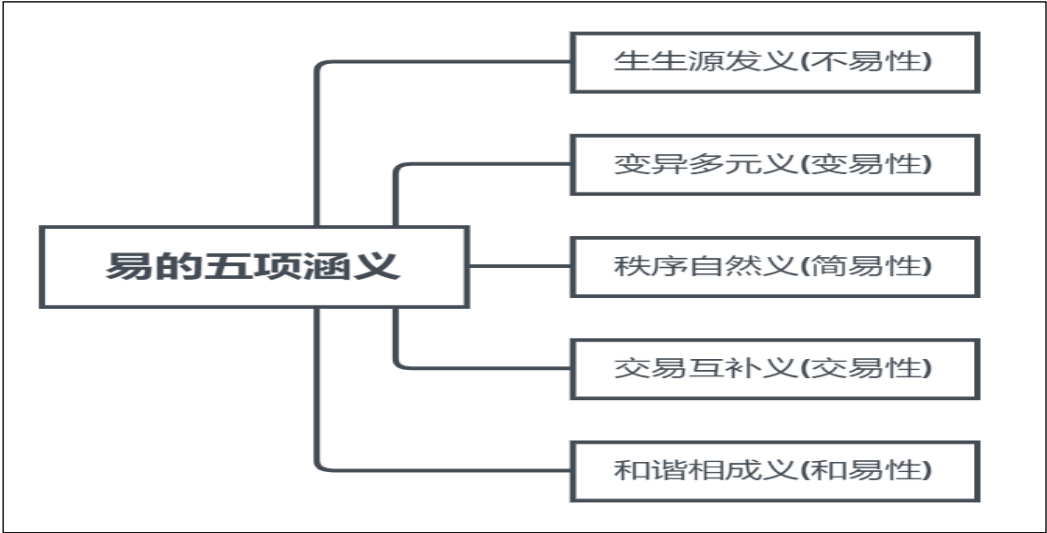 易的五项涵义
生生源发义(不易性)
变异多元义(变易性)
秩序自然义(简易性)
交易互补义(交易性)
和谐相成义(和易性)